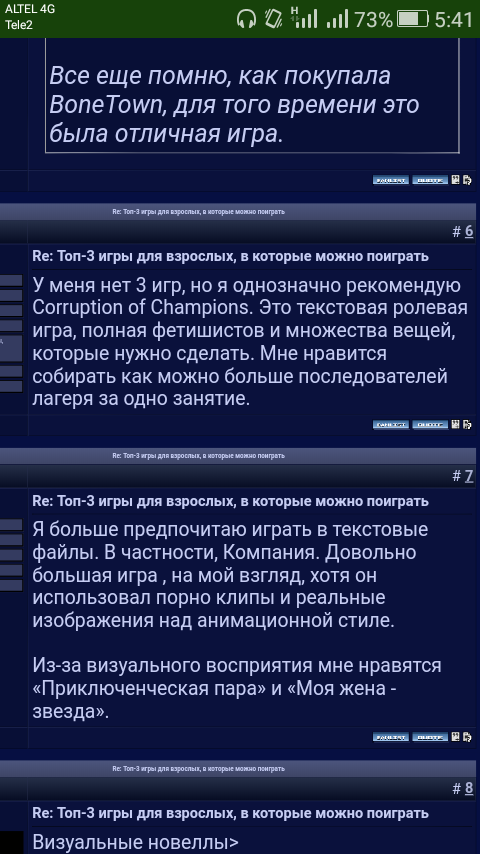 ALTEL 4G
Tele2
H
73%
5:41
Все еще помню, как покупала
BoneTown, для того времени это
была отличная игра.
QUOTE
Re: Топ-3 игры для взрослых, в которые можно поиграть
# 6
Re: Топ-3 игры для взрослых, в которые можно поиграть
У меня нет 3 игр, но я однозначно рекомендую
Corruption of Champions. Это текстовая ролевая
игра, полная фетишистов и множества вещей,
которые нужно сделать. Мне нравится
собирать как можно больше последователей
лагеря за одно занятие.
QUOTE
Re: Топ-3 игры для взрослых, в которые можно поиграть
# 7
Re: Топ-3 игры для взрослых, в которые можно поиграть
Я больше предпочитаю играть в текстовые
файлы. В частности, Компания. Довольно
большая игра , на мой взгляд, хотя он
использовал порно клипы и реальные
изображения над анимационной стиле.
Из-за визуального восприятия мне нравятся
«Приключенческая пара» и «Моя жена -
звезда».
QUOTE
Re: Топ-3 игры для взрослых, в которые можно поиграть
# 8
Re: Топ-3 игры для взрослых, в которые можно поиграть
Визуальные новеллы>